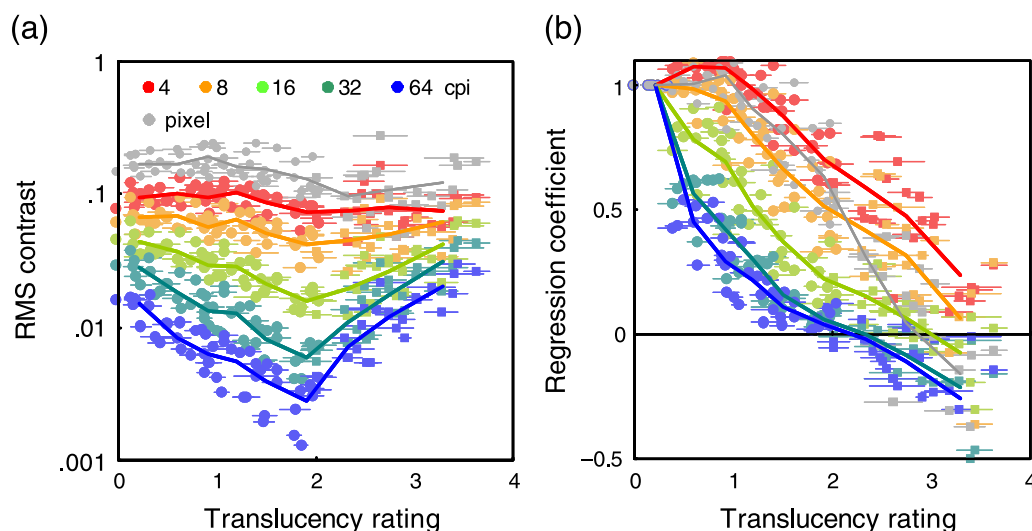 (a)
1
4 8 16 32 64 cpi
pixel
.1
.01
.001
RMS contrast
0 1 2 3 4
Translucency rating
(b)
1
0.5
0
−0.5
Regression coefficient
0 1 2 3 4
Translucency rating